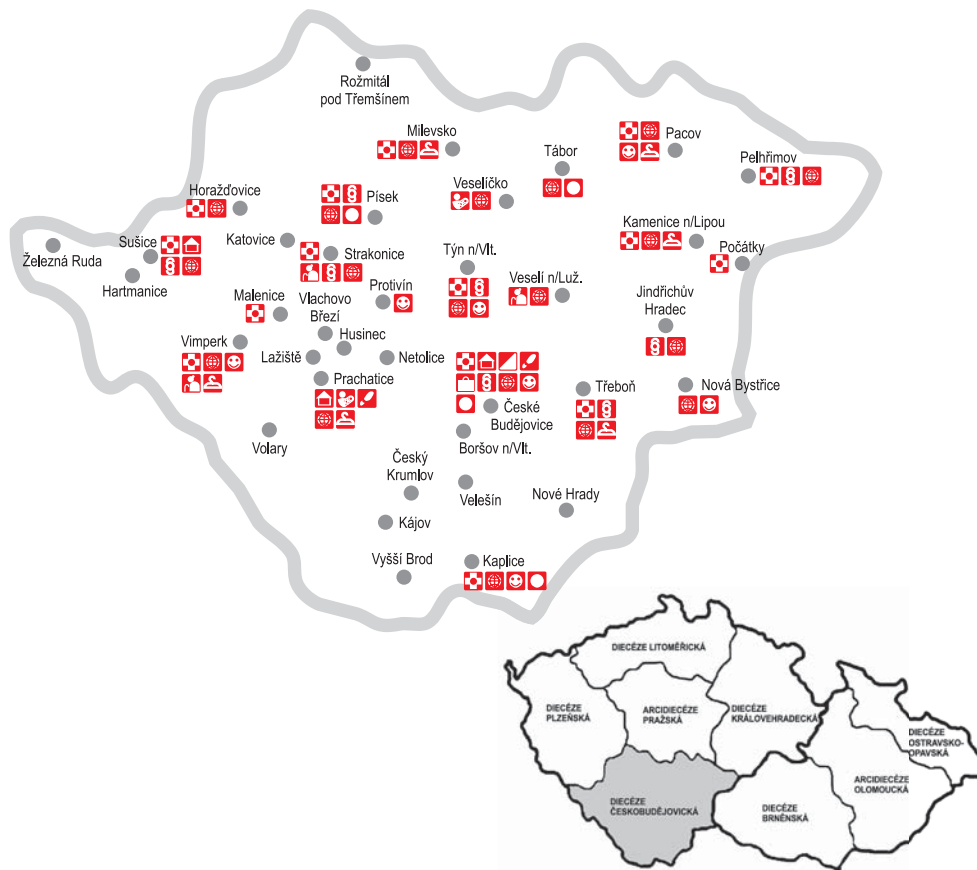 Rožmitál
pod Třemšínem
Milevsko
Pacov
Tábor
Pelhřimov
Horažďovice
Písek
Veselíčko
Kamenice n/Lipou
Katovice
Sušice
Strakonice
Týn n/Vlt.
Počátky
Železná Ruda
Hartmanice
Veselí n/Luž.
Malenice
Vlachovo
Březí
Protivín
Jindřichův
Hradec
Vimperk
Husinec
Lažiště
Netolice
Prachatice
Třeboň
Nová Bystřice
České
Budějovice
Volary
Boršov n/Vlt.
Český
Krumlov
Velešín
Nové Hrady
Kájov
Vyšší Brod
Kaplice
DIECÉZE LITOMĚŘICKÁ
DIECÉZE
PLZEŇSKÁ
ARCIDIECÉZE
PRAŽSKÁ
DIECÉZE
KRÁLOVEHRADECKÁ
DIECÉZE
OSTRAVSKO-
OPAVSKÁ
ARCIDIECÉZE
OLOMOUCKÁ
DIECÉZE
ČESKOBUDĚJOVICKÁ
DIECÉZE
BRNĚNSKÁ